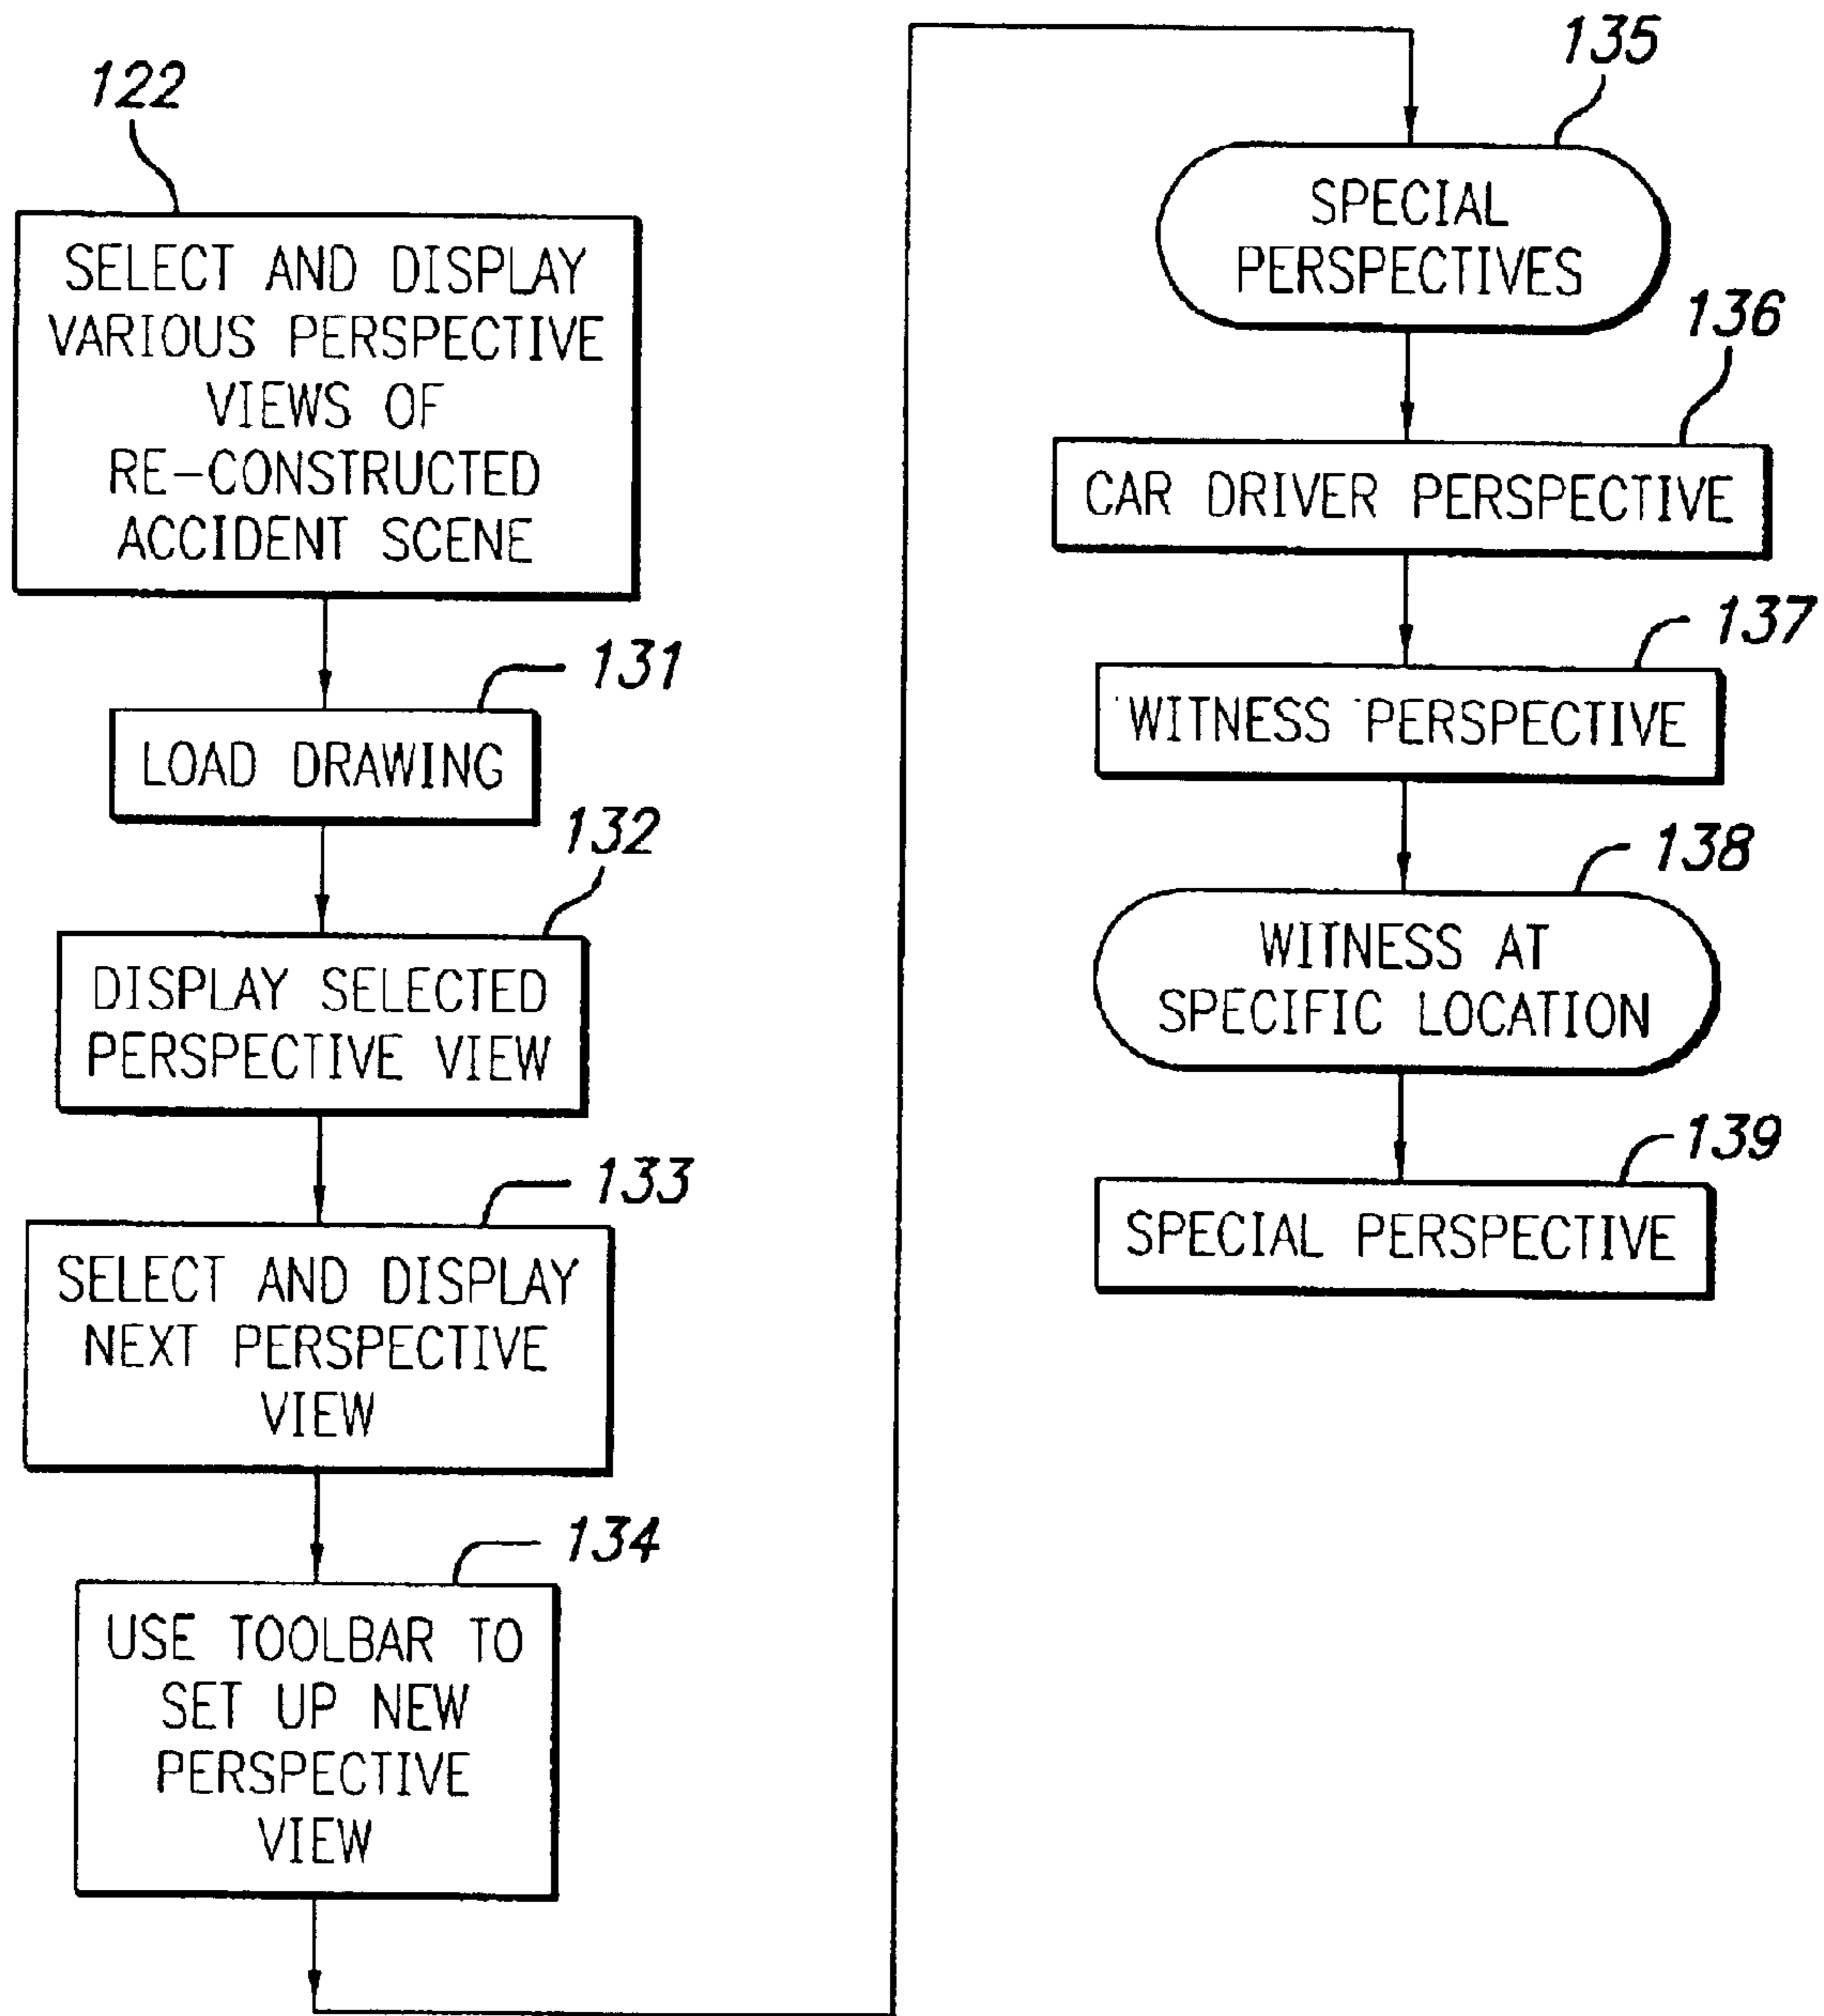 122
SELECT AND DISPLAY
VARIOUS PERSPECTIVE
VIEWS OF
RE-CONSTRUCTED
ACCIDENT SCENE
131
LOAD DRAWING
132
DISPLAY SELECTED
PERSPECTIVE VIEW
133
SELECT AND DISPLAY
NEXT PERSPECTIVE
VIEW
134
USE TOOLBAR TO
SET UP NEW
PERSPECTIVE
VIEW
135
SPECIAL
PERSPECTIVES
136
CAR DRIVER PERSPECTIVE
137
WITNESS PERSPECTIVE
138
WITNESS AT
SPECIFIC LOCATION
139
SPECIAL PERSPECTIVE